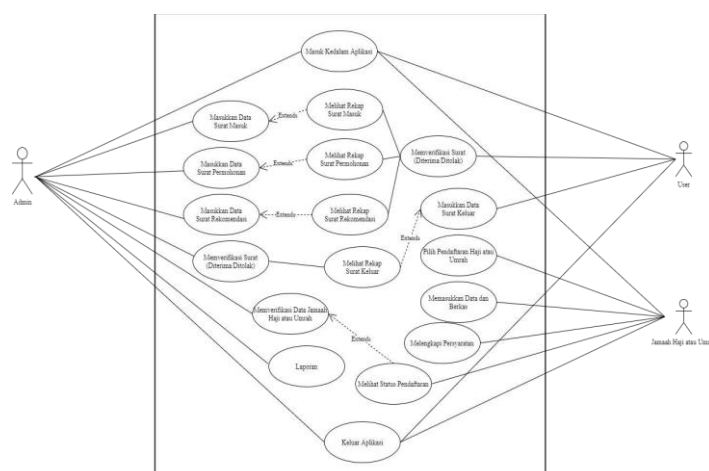 Masuk Kedalam Aplikasi
Masukkan Data
Surat Masuk
Extends
Melihat Rekap
Surat Masuk
Masukkan Data
Surat Permohonan
Extends
Melihat Rekap
Surat Permohonan
Memverifikasi Surat
(Diterima/Ditolak)
User
Admin
Masukkan Data
Surat Rekomendasi
Extends
Melihat Rekap
Surat Rekomendasi
Masukkan Data
Surat Keluar
Extends
Memverifikasi Surat
(Diterima/Ditolak)
Melihat Rekap
Surat Keluar
Pilih Pendaftaran Haji atau
Umrah
Memverifikasi Data Jamaah
Haji atau Umrah
Memasukkan Data dan
Berkas
Jamaah Haji atau Um
Extends
Melengkapi Persyaratan
Laporan
Melihat Status Pendaftaran
Keluar Aplikasi